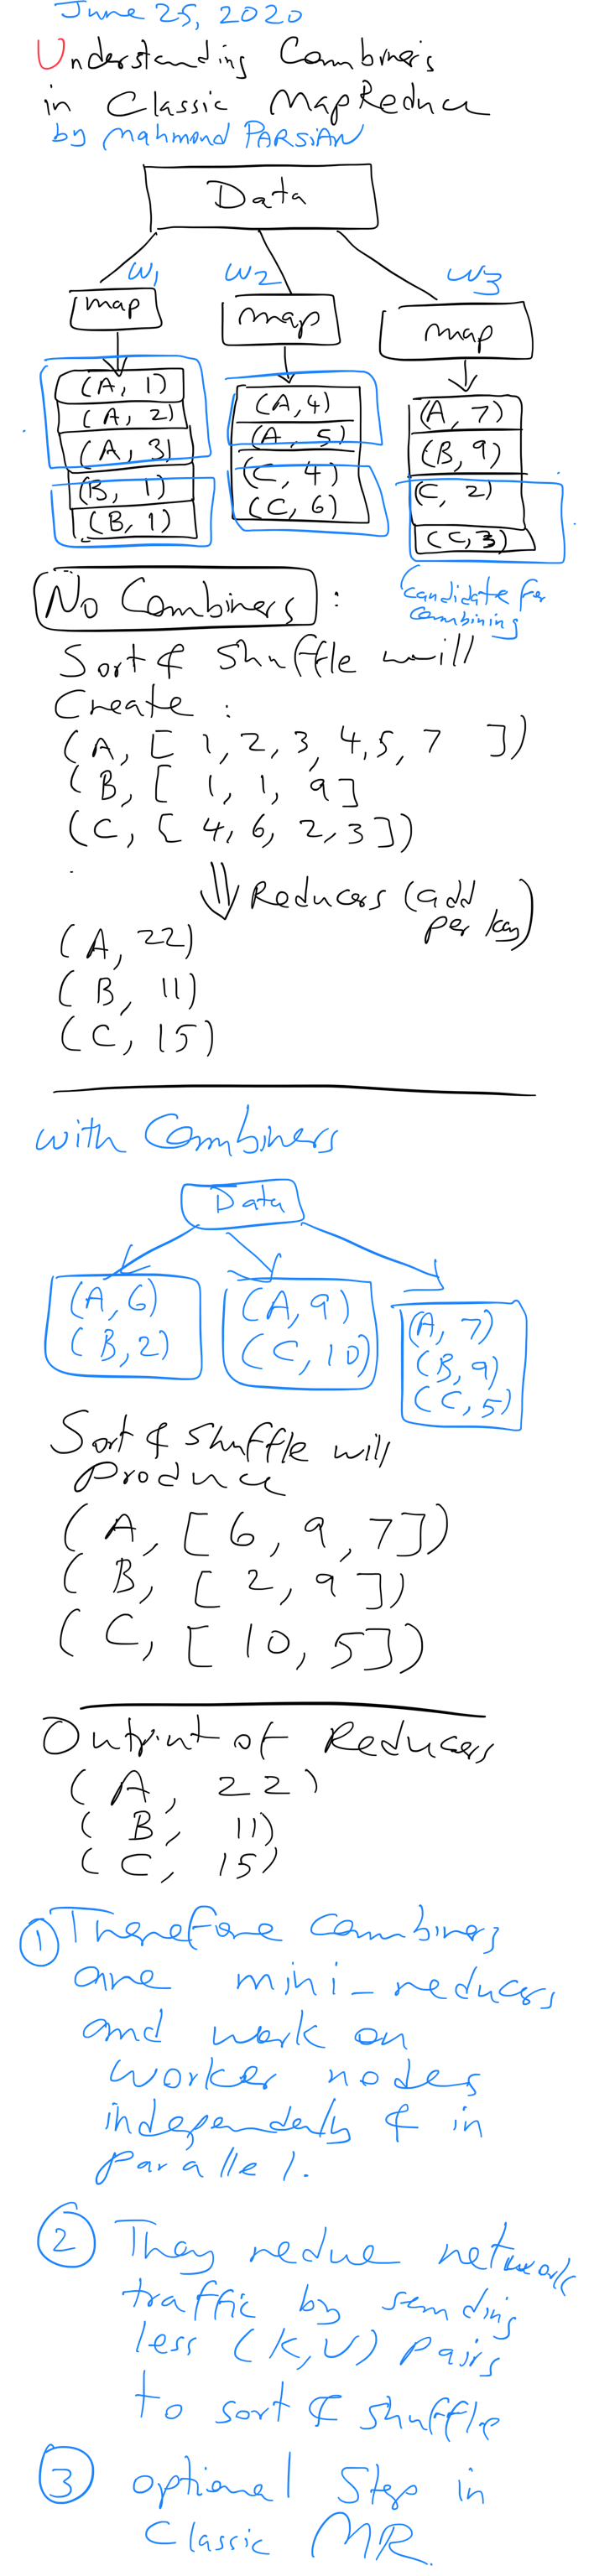 June 25, 2020
Understanding Combiners
in Classic MapReduce
by Mahmoud PARSIAN
Data
W1 W2 W3
map map map
(A, 1)
(A, 2)
(A, 3)
(B, 1)
(B, 1)
(A, 4)
(A, 5)
(C, 4)
(C, 6)
(A, 7)
(B, 9)
(C, 2)
(C, 3)
Candidate for
Combining
No Combiners :
Sort & Shuffle will
Create :
(A, [ 1, 2, 3, 4, 5, 7 ])
(B, [ 1, 1, 9]
(C, [ 4, 6, 2, 3 ])
Reducers (add
per key)
(A, 22)
(B, 11)
(C, 15)
with Combiners
Data
(A, 6)
(B, 2)
(A, 9)
(C, 10)
(A, 7)
(B, 9)
(C, 5)
Sort & Shuffle will
produce
(A, [6, 9, 7])
(B, [2, 9])
(C, [10, 5])
Output of Reducers
(A, 22)
(B, 11)
(C, 15)
1 Therefore combiners
are mini-reducers
and work on
worker nodes
independently & in
parallel.
2 They reduce network
traffic by sending
less (K,V) pairs
to sort & shuffle
3 optional step in
Classic MR